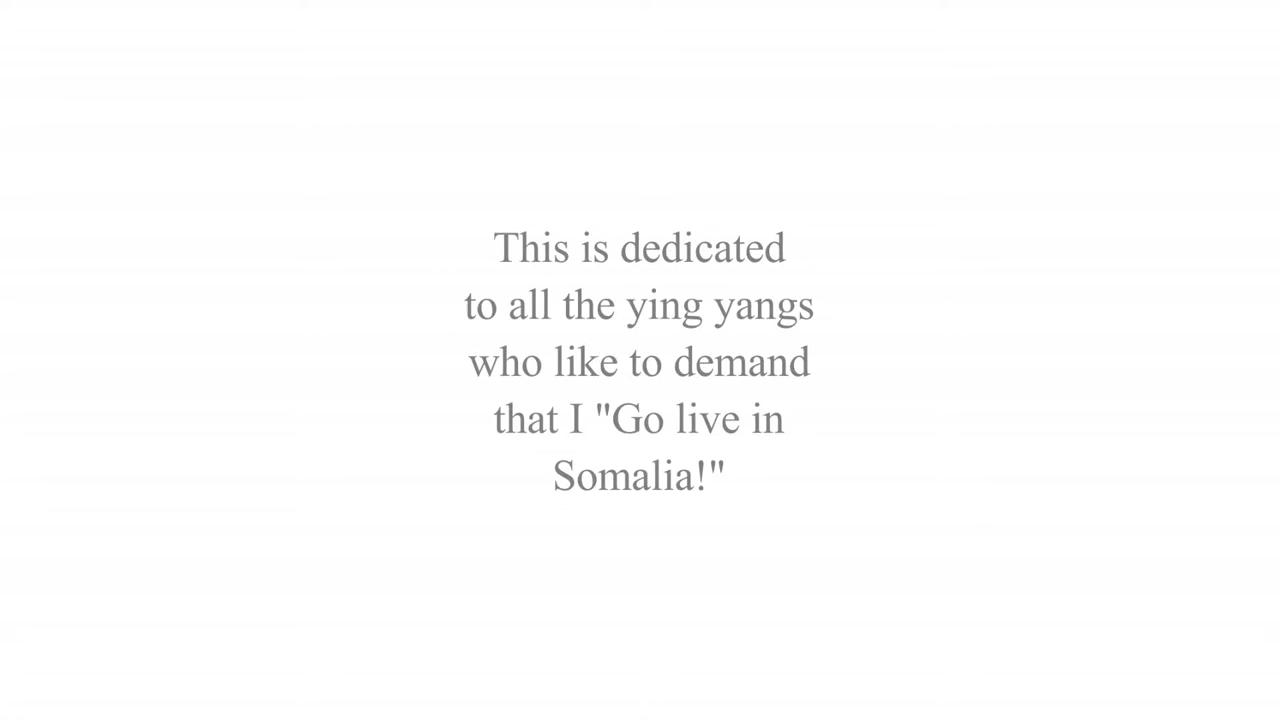 This is dedicated
to all the ying yangs
who like to demand
that I "Go live in
Somalia!"